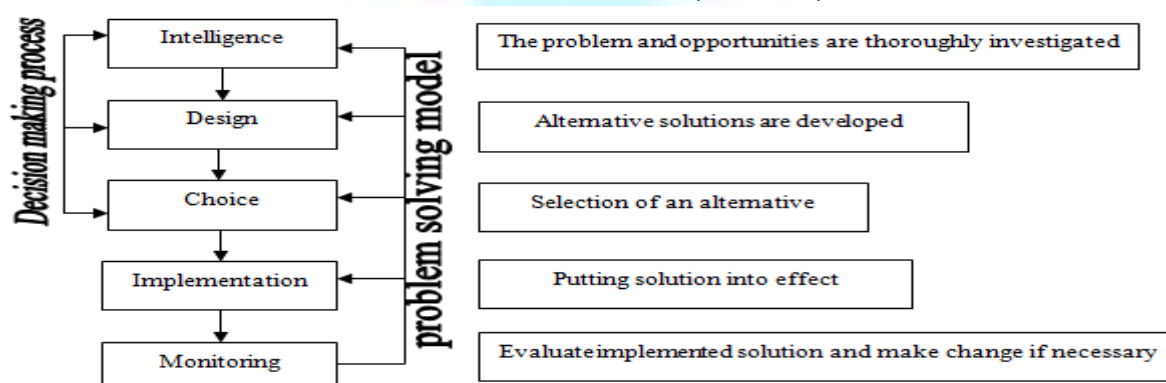 Decision making process
Intelligence
The problem and opportunities are thoroughly investigated
Design
Alternative solutions are developed
Choice
Selection of an alternative
Implementation
Putting solution into effect
Monitoring
Evaluate implemented solution and make change if necessary
problem solving model